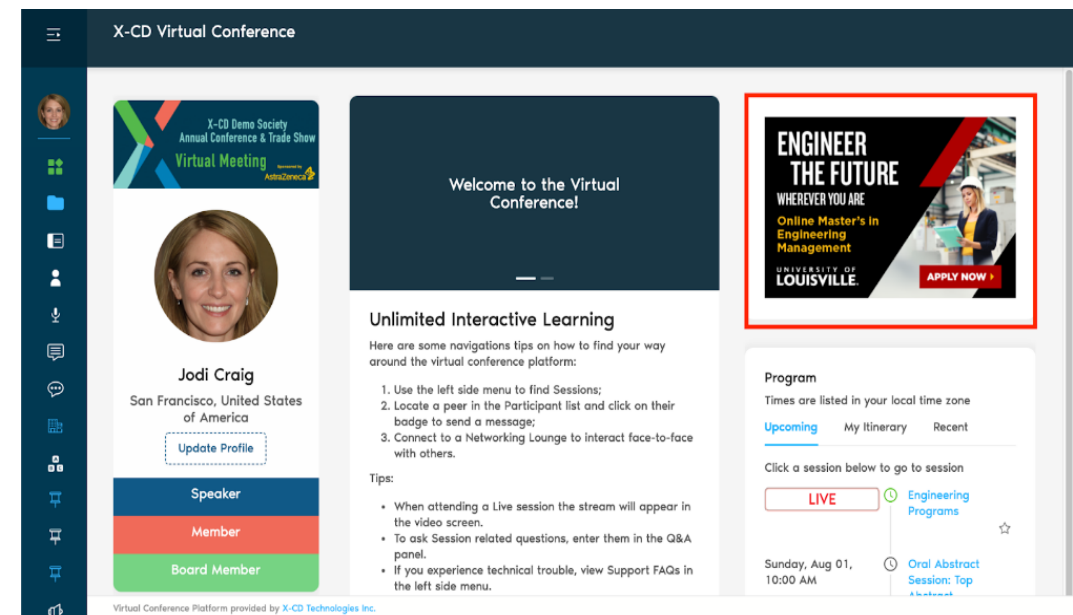 X-CD Virtual Conference
X-CD Demo Society
Annual Conference & Trade Show
Virtual Meeting
Sponsored by
AstraZeneca
Jodi Craig
San Francisco, United States
of America
Update Profile
Speaker
Member
Board Member
Welcome to the Virtual
Conference!
Unlimited Interactive Learning
Here are some navigations tips on how to find your way
around the virtual conference platform:
1. Use the left side menu to find Sessions;
2. Locate a peer in the Participant list and click on their
badge to send a message;
3. Connect to a Networking Lounge to interact face-to-face
with others.
Tips:
• When attending a Live session the stream will appear in
the video screen.
• To ask Session related questions, enter them in the Q&A
panel.
• If you experience technical trouble, view Support FAQs in
the left side menu.
ENGINEER
THE FUTURE
WHEREVER YOU ARE
Online Master's in
Engineering
Management
UNIVERSITY OF
LOUISVILLE.
APPLY NOW ›
Program
Times are listed in your local time zone
Upcoming My Itinerary Recent
Click a session below to go to session
LIVE
Engineering
Programs
Sunday, Aug 01,
10:00 AM
Oral Abstract
Session: Top
Abstract
Virtual Conference Platform provided by X-CD Technologies Inc.